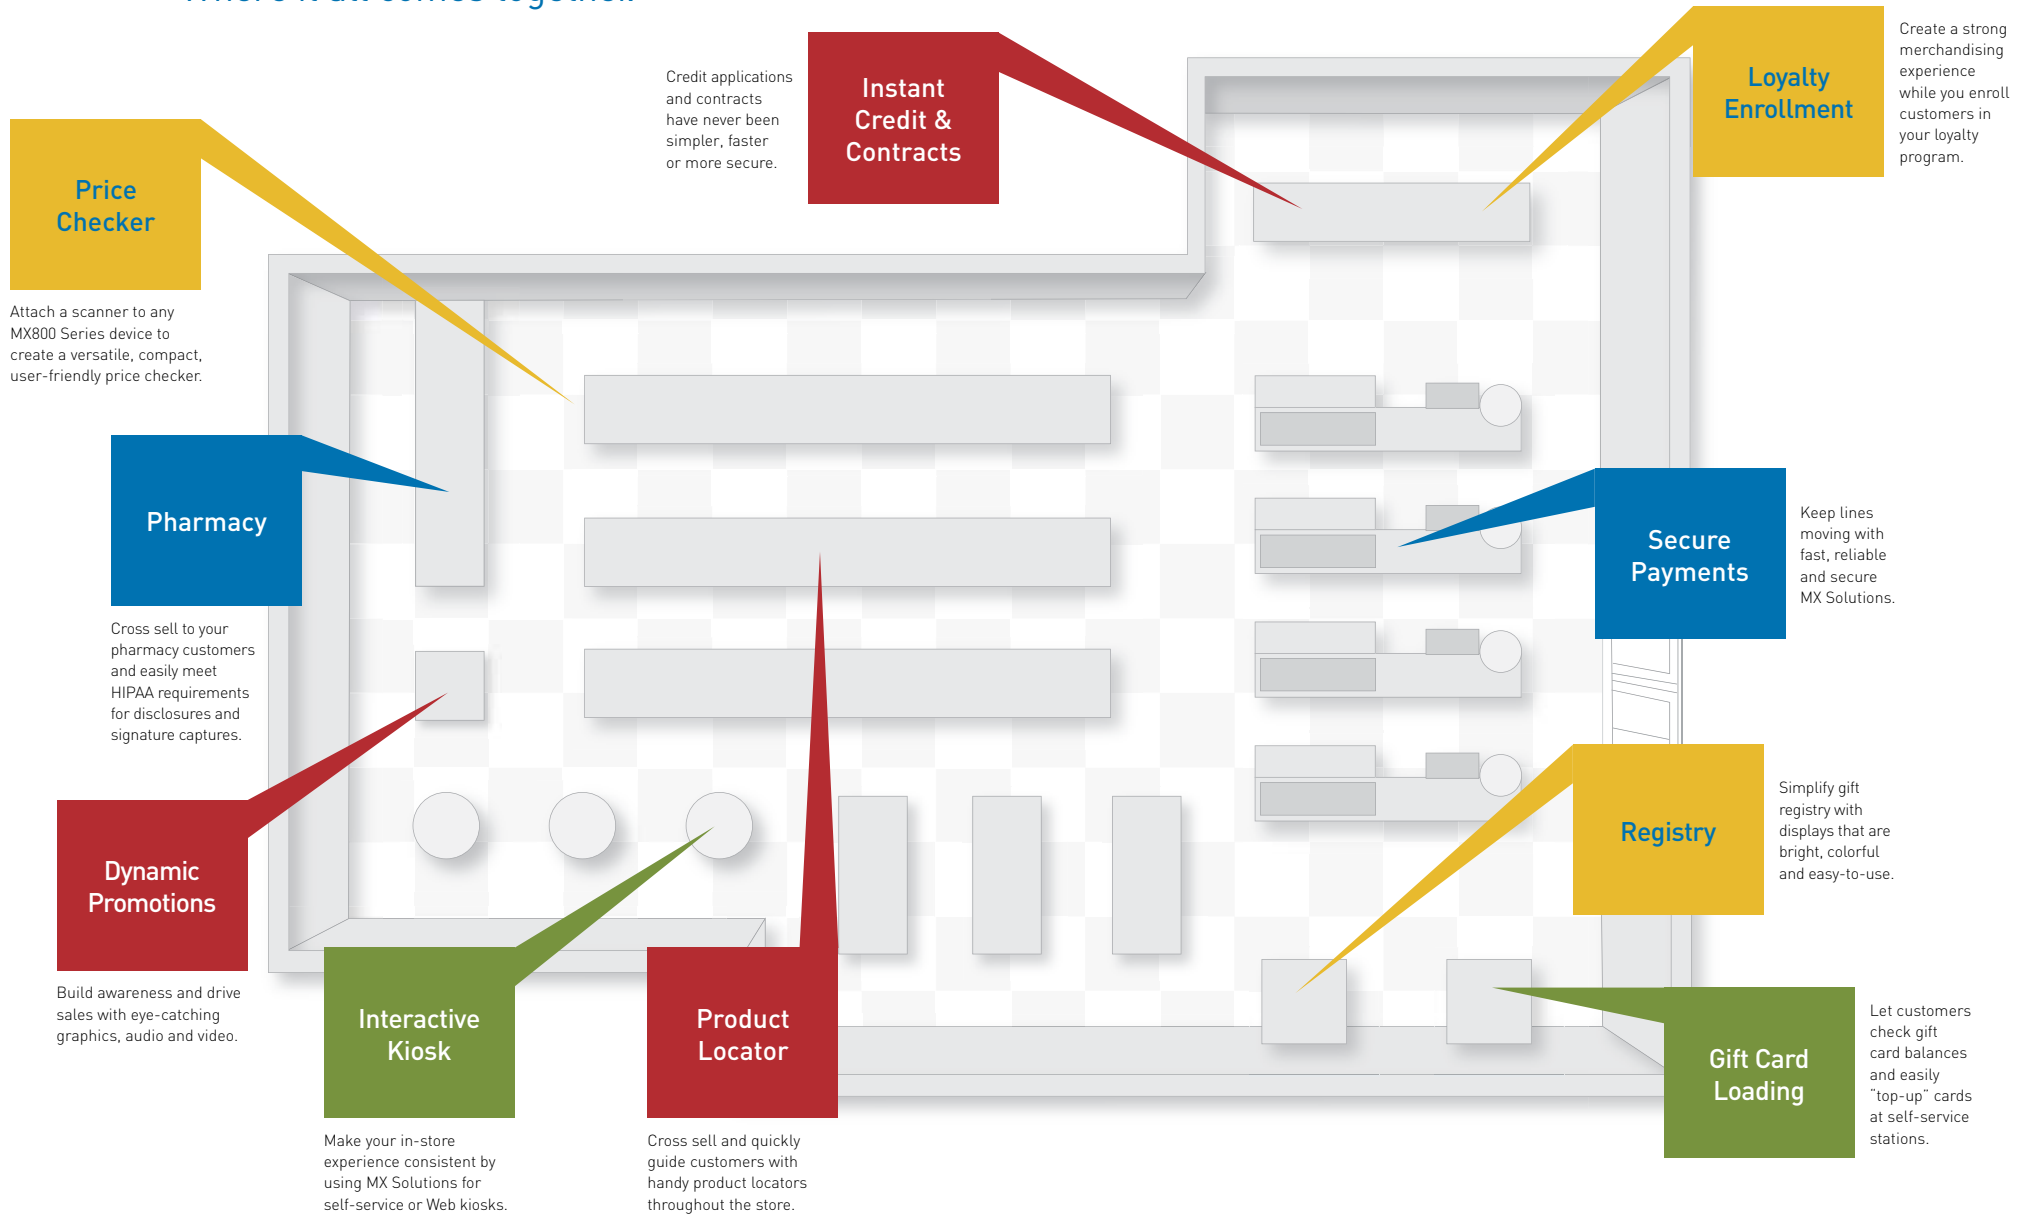 Where it all comes together.
Credit applications
and contracts
have never been
simpler, faster
or more secure.
Instant
Credit &
Contracts
Loyalty
Enrollment
Create a strong
merchandising
experience
while you enroll
customers in
your loyalty
program.
Price
Checker
Attach a scanner to any
MX800 Series device to
create a versatile, compact,
user-friendly price checker.
Pharmacy
Cross sell to your
pharmacy customers
and easily meet
HIPAA requirements
for disclosures and
signature captures.
Secure
Payments
Keep lines
moving with
fast, reliable
and secure
MX Solutions.
Dynamic
Promotions
Build awareness and drive
sales with eye-catching
graphics, audio and video.
Registry
Simplify gift
registry with
displays that are
bright, colorful
and easy-to-use.
Interactive
Kiosk
Make your in-store
experience consistent by
using MX Solutions for
self-service or Web kiosks.
Product
Locator
Cross sell and quickly
guide customers with
handy product locators
throughout the store.
Gift Card
Loading
Let customers
check gift
card balances
and easily
“top-up” cards
at self-service
stations.